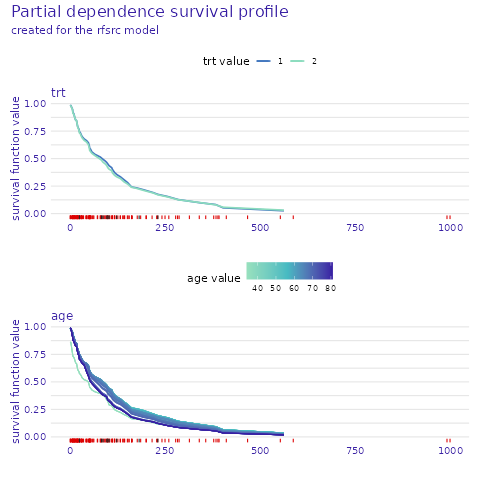 Partial dependence survival profile
created for the rfsrc model
trt value 1 2
trt
survival function value
1.00
0.75
0.50
0.25
0.00
0 250 500 750 1000
age value
40 50 60 70 80
age
survival function value
1.00
0.75
0.50
0.25
0.00
0 250 500 750 1000